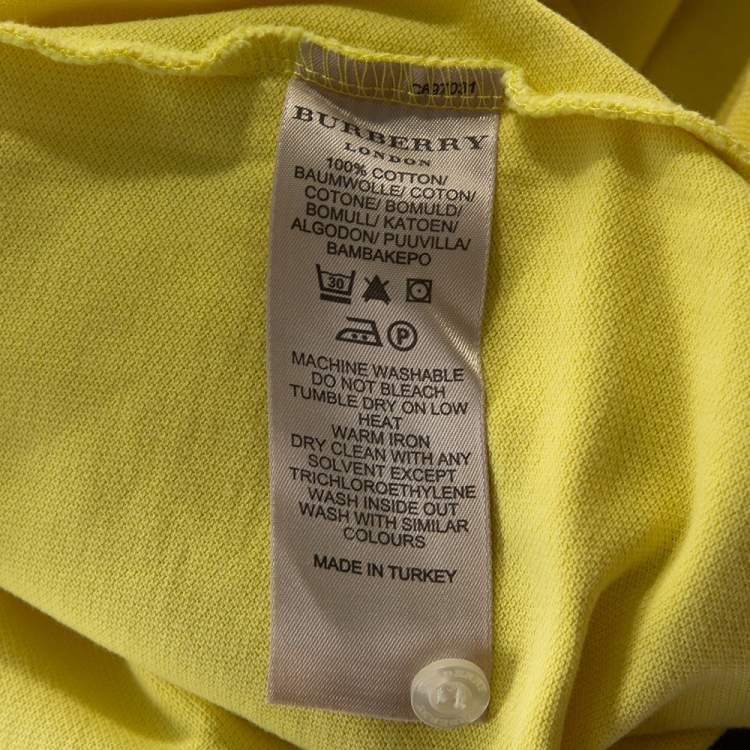 BURBERRY
LONDON
100% COTTON/
BAUMWOLLE/ COTON/
COTONE/ BOMULD/
BOMULL/ KATOEN/
ALGODON/ PUUVILLA/
BAMBAKEPO
30
P
MACHINE WASHABLE
DO NOT BLEACH
TUMBLE DRY ON LOW
HEAT
WARM IRON
DRY CLEAN WITH ANY
SOLVENT EXCEPT
TRICHLOROETHYLENE
WASH INSIDE OUT
WASH WITH SIMILAR
COLOURS
MADE IN TURKEY